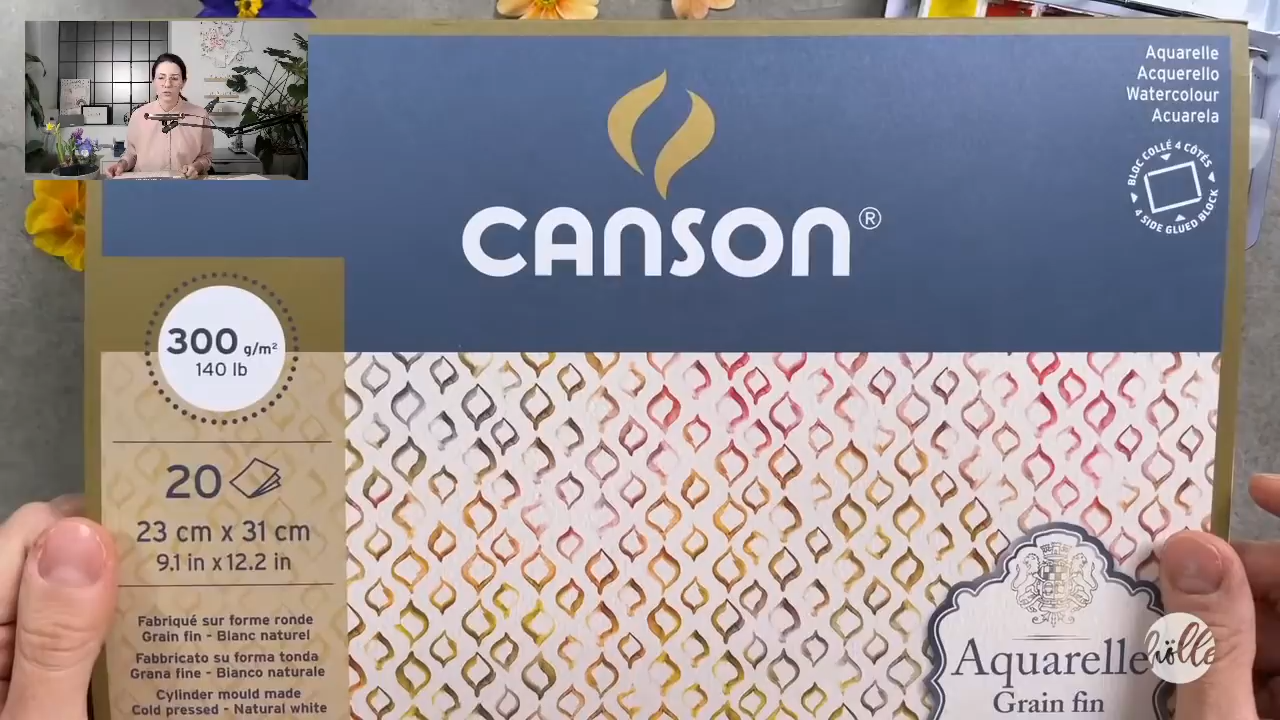 Aquarelle
Acquerello
Watercolour
Acuarela
BLOC COLLÉ 4 CÔTÉS
4 SIDE GLUED BLOCK
CANSON®
300 g/m²
140 lb
20
23 cm x 31 cm
9.1 in x 12.2 in
Fabriqué sur forme ronde
Grain fin - Blanc naturel
Fabbricato su forma tonda
Grana fine - Bianco naturale
Cylinder mould made
Cold pressed - Natural white
Aquarelle
Grain fin
hölle